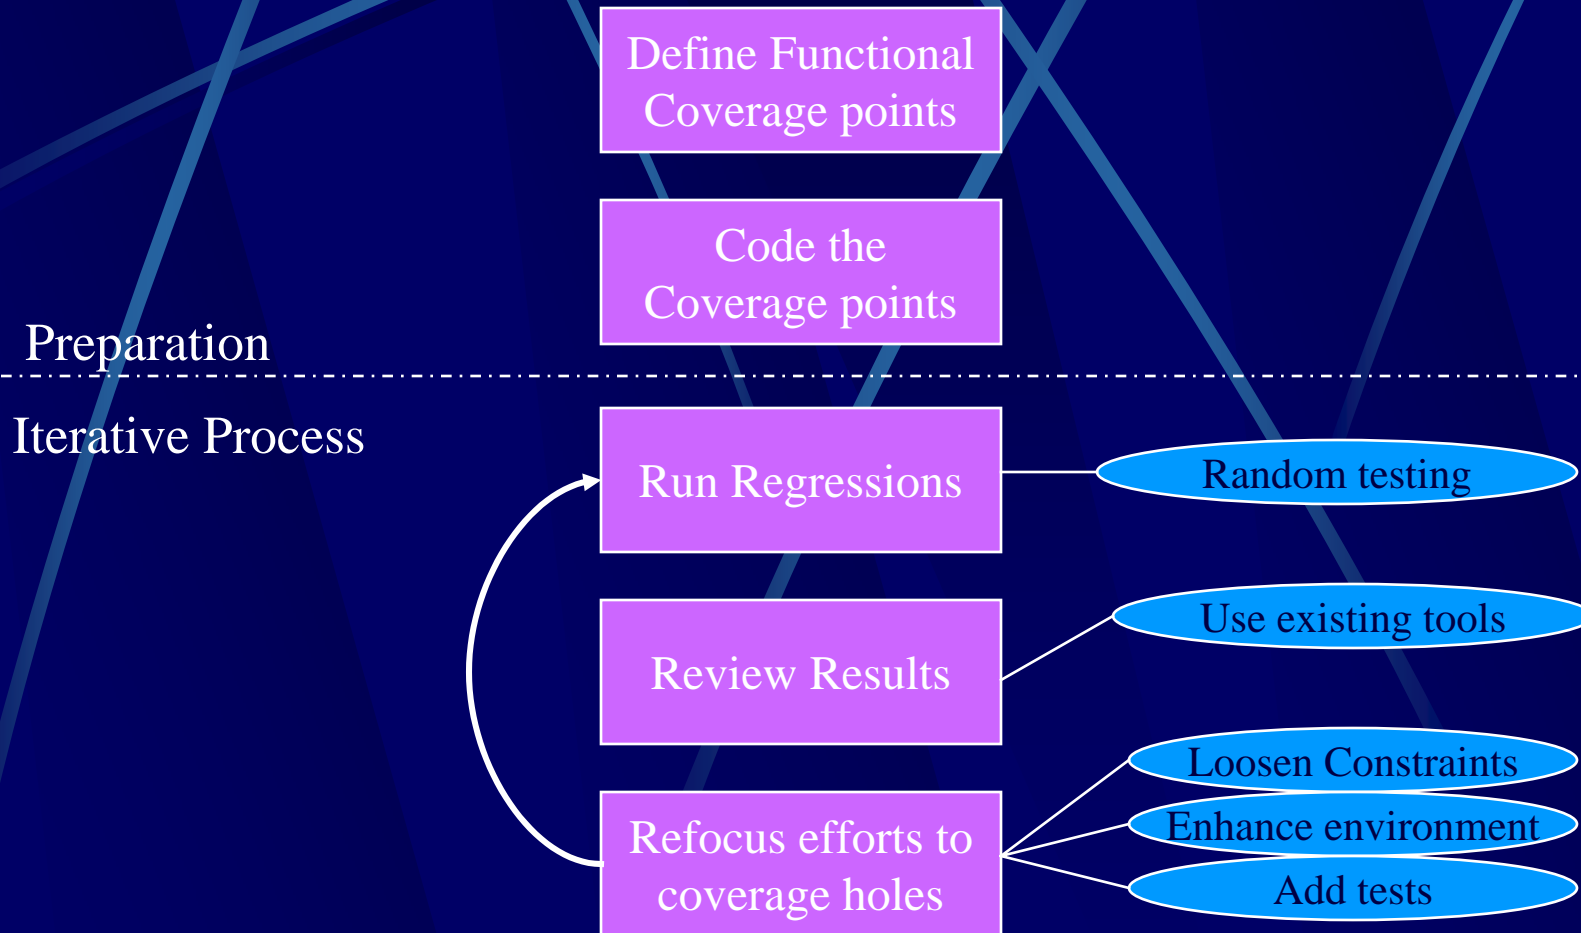 Define Functional
Coverage points
Code the
Coverage points
Preparation
Iterative Process
Run Regressions
Random testing
Use existing tools
Review Results
Loosen Constraints
Enhance environment
Add tests
Refocus efforts to
coverage holes